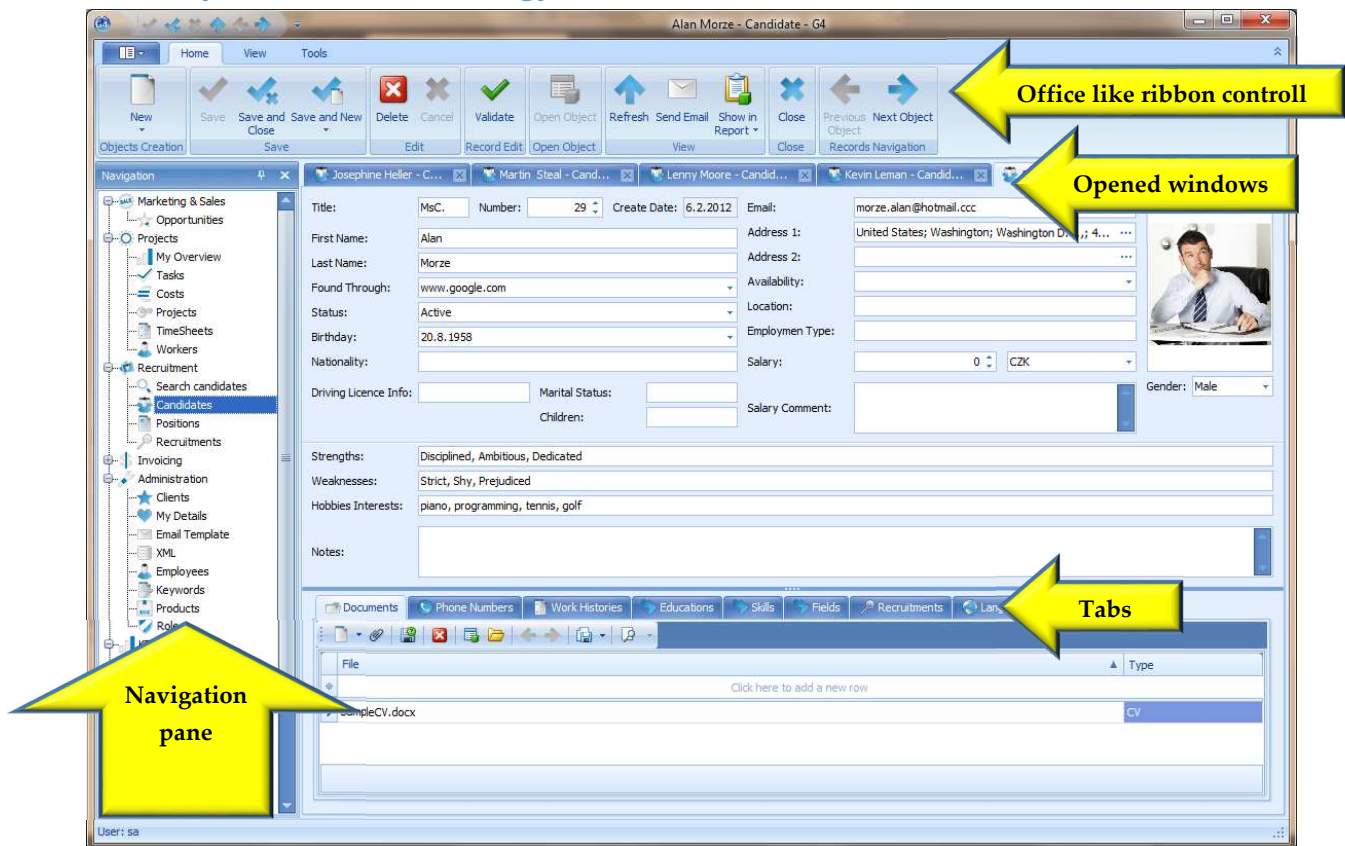 Alan Morze - Candidate - G4
Home View Tools
New Save Save and Close Save and New Delete Cancel Validate Open Object Refresh Send Email Show in Report Close Previous Object Next Object
Objects Creation Save Edit Record Edit Open Object View Close Records Navigation
Office like ribbon controll
Opened windows
Navigation
Josephine Heller - C... Martin Steal - Cand... Lenny Moore - Candid... Kevin Leman - Candid...
Marketing & Sales
Opportunities
Projects
My Overview
Tasks
Costs
Projects
TimeSheets
Workers
Recruitment
Search candidates
Candidates
Positions
Recruitments
Invoicing
Administration
Clients
My Details
Email Template
XML
Employees
Keywords
Products
Navigation
pane
Title: MsC. Number: 29 Create Date: 6.2.2012
First Name: Alan
Last Name: Morze
Found Through: www.google.com
Status: Active
Birthday: 20.8.1958
Nationality:
Driving Licence Info: Marital Status:
Children:
Email: morze.alan@hotmail.ccc
Address 1: United States; Washington; Washington D. ,; 4... ...
Address 2: ...
Availability:
Location:
Employmen Type:
Salary: 0 CZK
Salary Comment:
Gender: Male
Strengths: Disciplined, Ambitious, Dedicated
Weaknesses: Strict, Shy, Prejudiced
Hobbies Interests: piano, programming, tennis, golf
Notes:
Documents Phone Numbers Work Histories Educations Skills Fields Recruitments
Tabs
File Type
Click here to add a new row
SampleCV.docx CV
User: sa